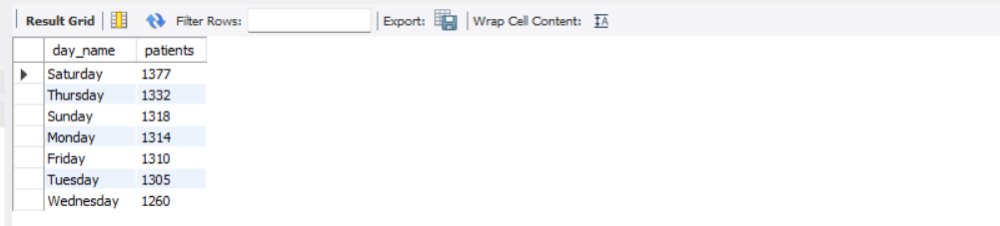 Result Grid Filter Rows: Export: Wrap Cell Content:
day_name patients
Saturday 1377
Thursday 1332
Sunday 1318
Monday 1314
Friday 1310
Tuesday 1305
Wednesday 1260